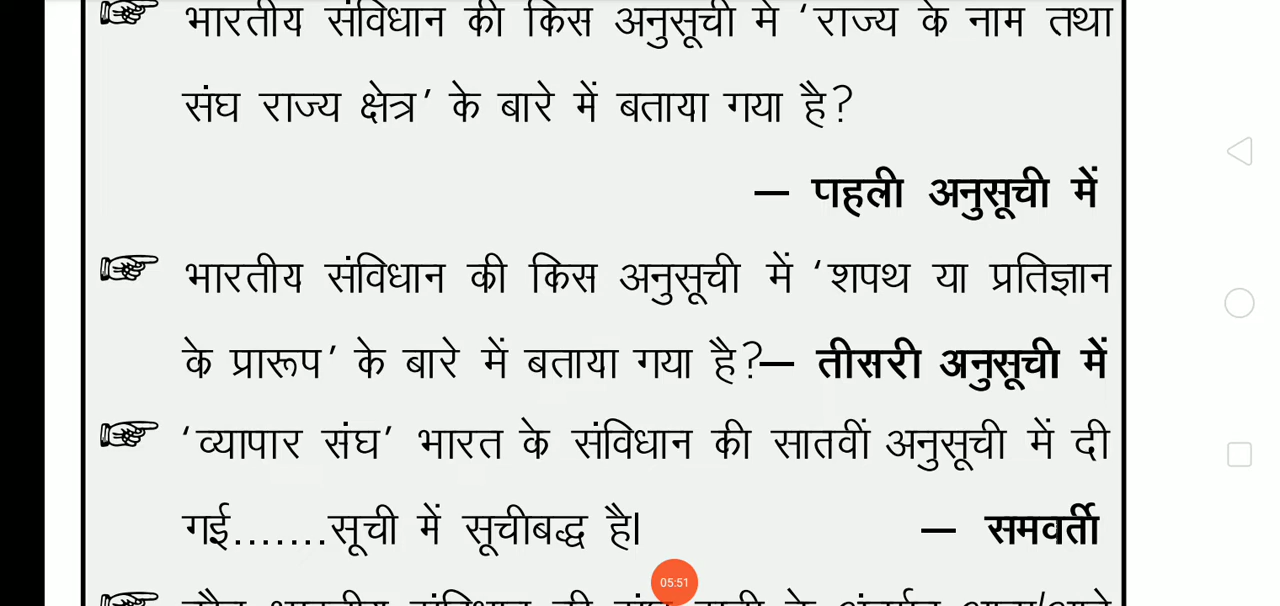 ☞ भारतीय संविधान की किस अनुसूची में ‘राज्य के नाम तथा
संघ राज्य क्षेत्र’ के बारे में बताया गया है?
— पहली अनुसूची में
☞ भारतीय संविधान की किस अनुसूची में ‘शपथ या प्रतिज्ञान
के प्रारूप’ के बारे में बताया गया है?— तीसरी अनुसूची में
☞ ‘व्यापार संघ’ भारत के संविधान की सातवीं अनुसूची में दी
गई.......सूची में सूचीबद्ध है। — समवर्ती
05:51